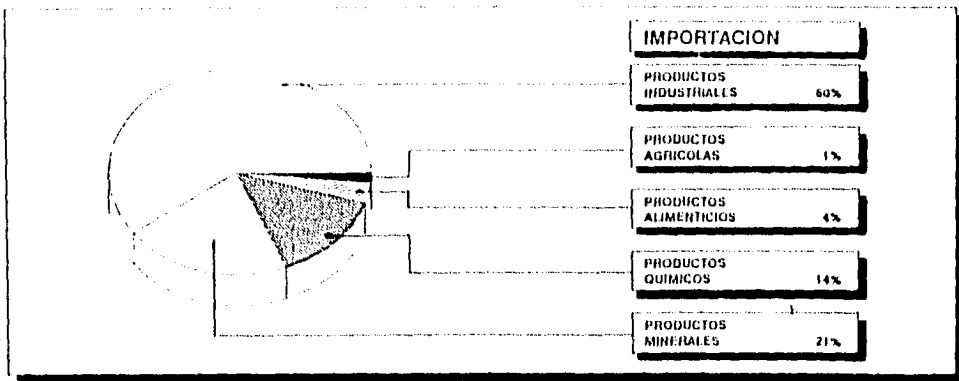 IMPORTACION
PRODUCTOS
INDUSTRIALES 60%
PRODUCTOS
AGRICOLAS 1%
PRODUCTOS
ALIMENTICIOS 4%
PRODUCTOS
QUIMICOS 14%
PRODUCTOS
MINERALES 21%